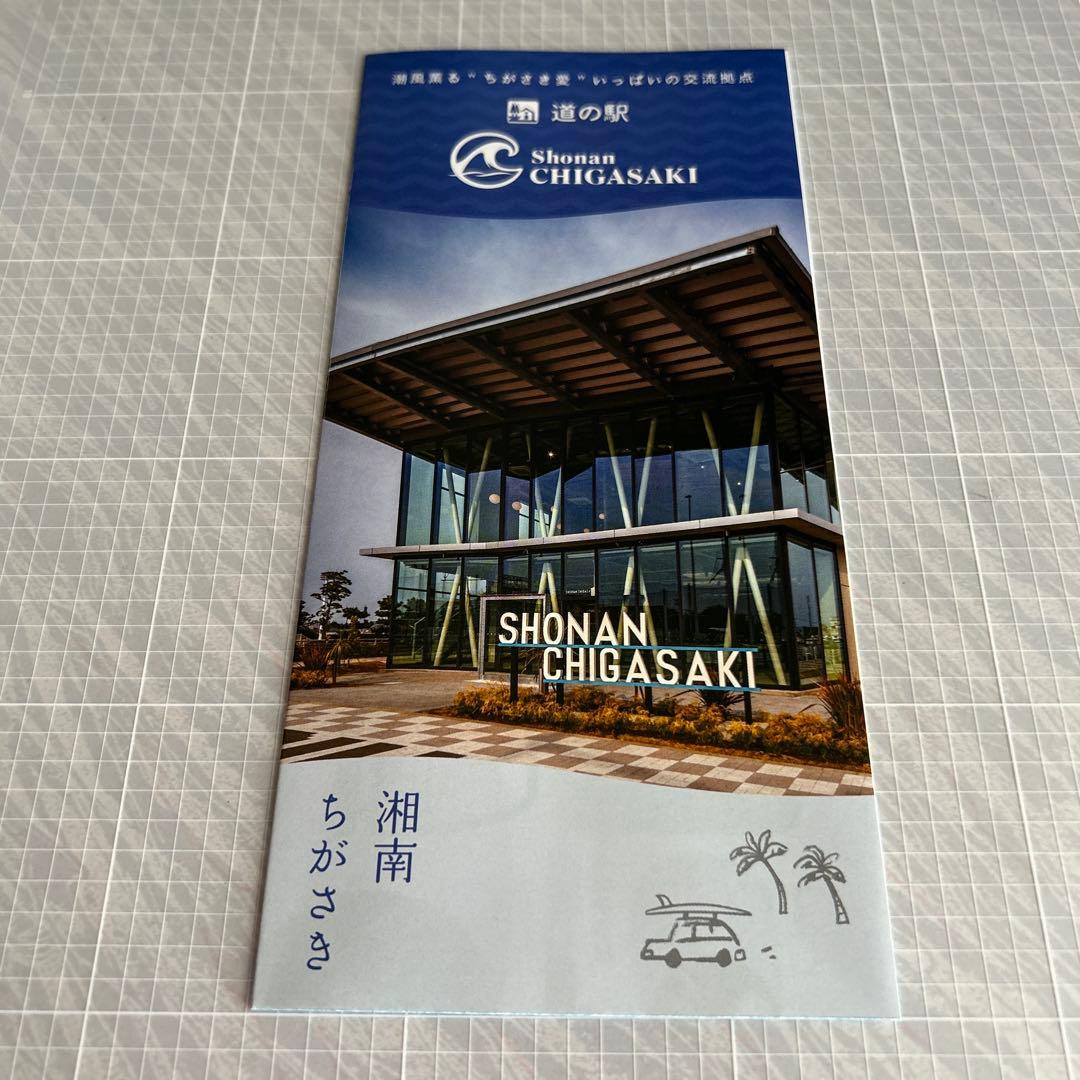 潮風薫る“ちがさき愛”いっぱいの交流拠点
道の駅
Shonan
CHIGASAKI
SHONAN
CHIGASAKI
湘南
ちがさき